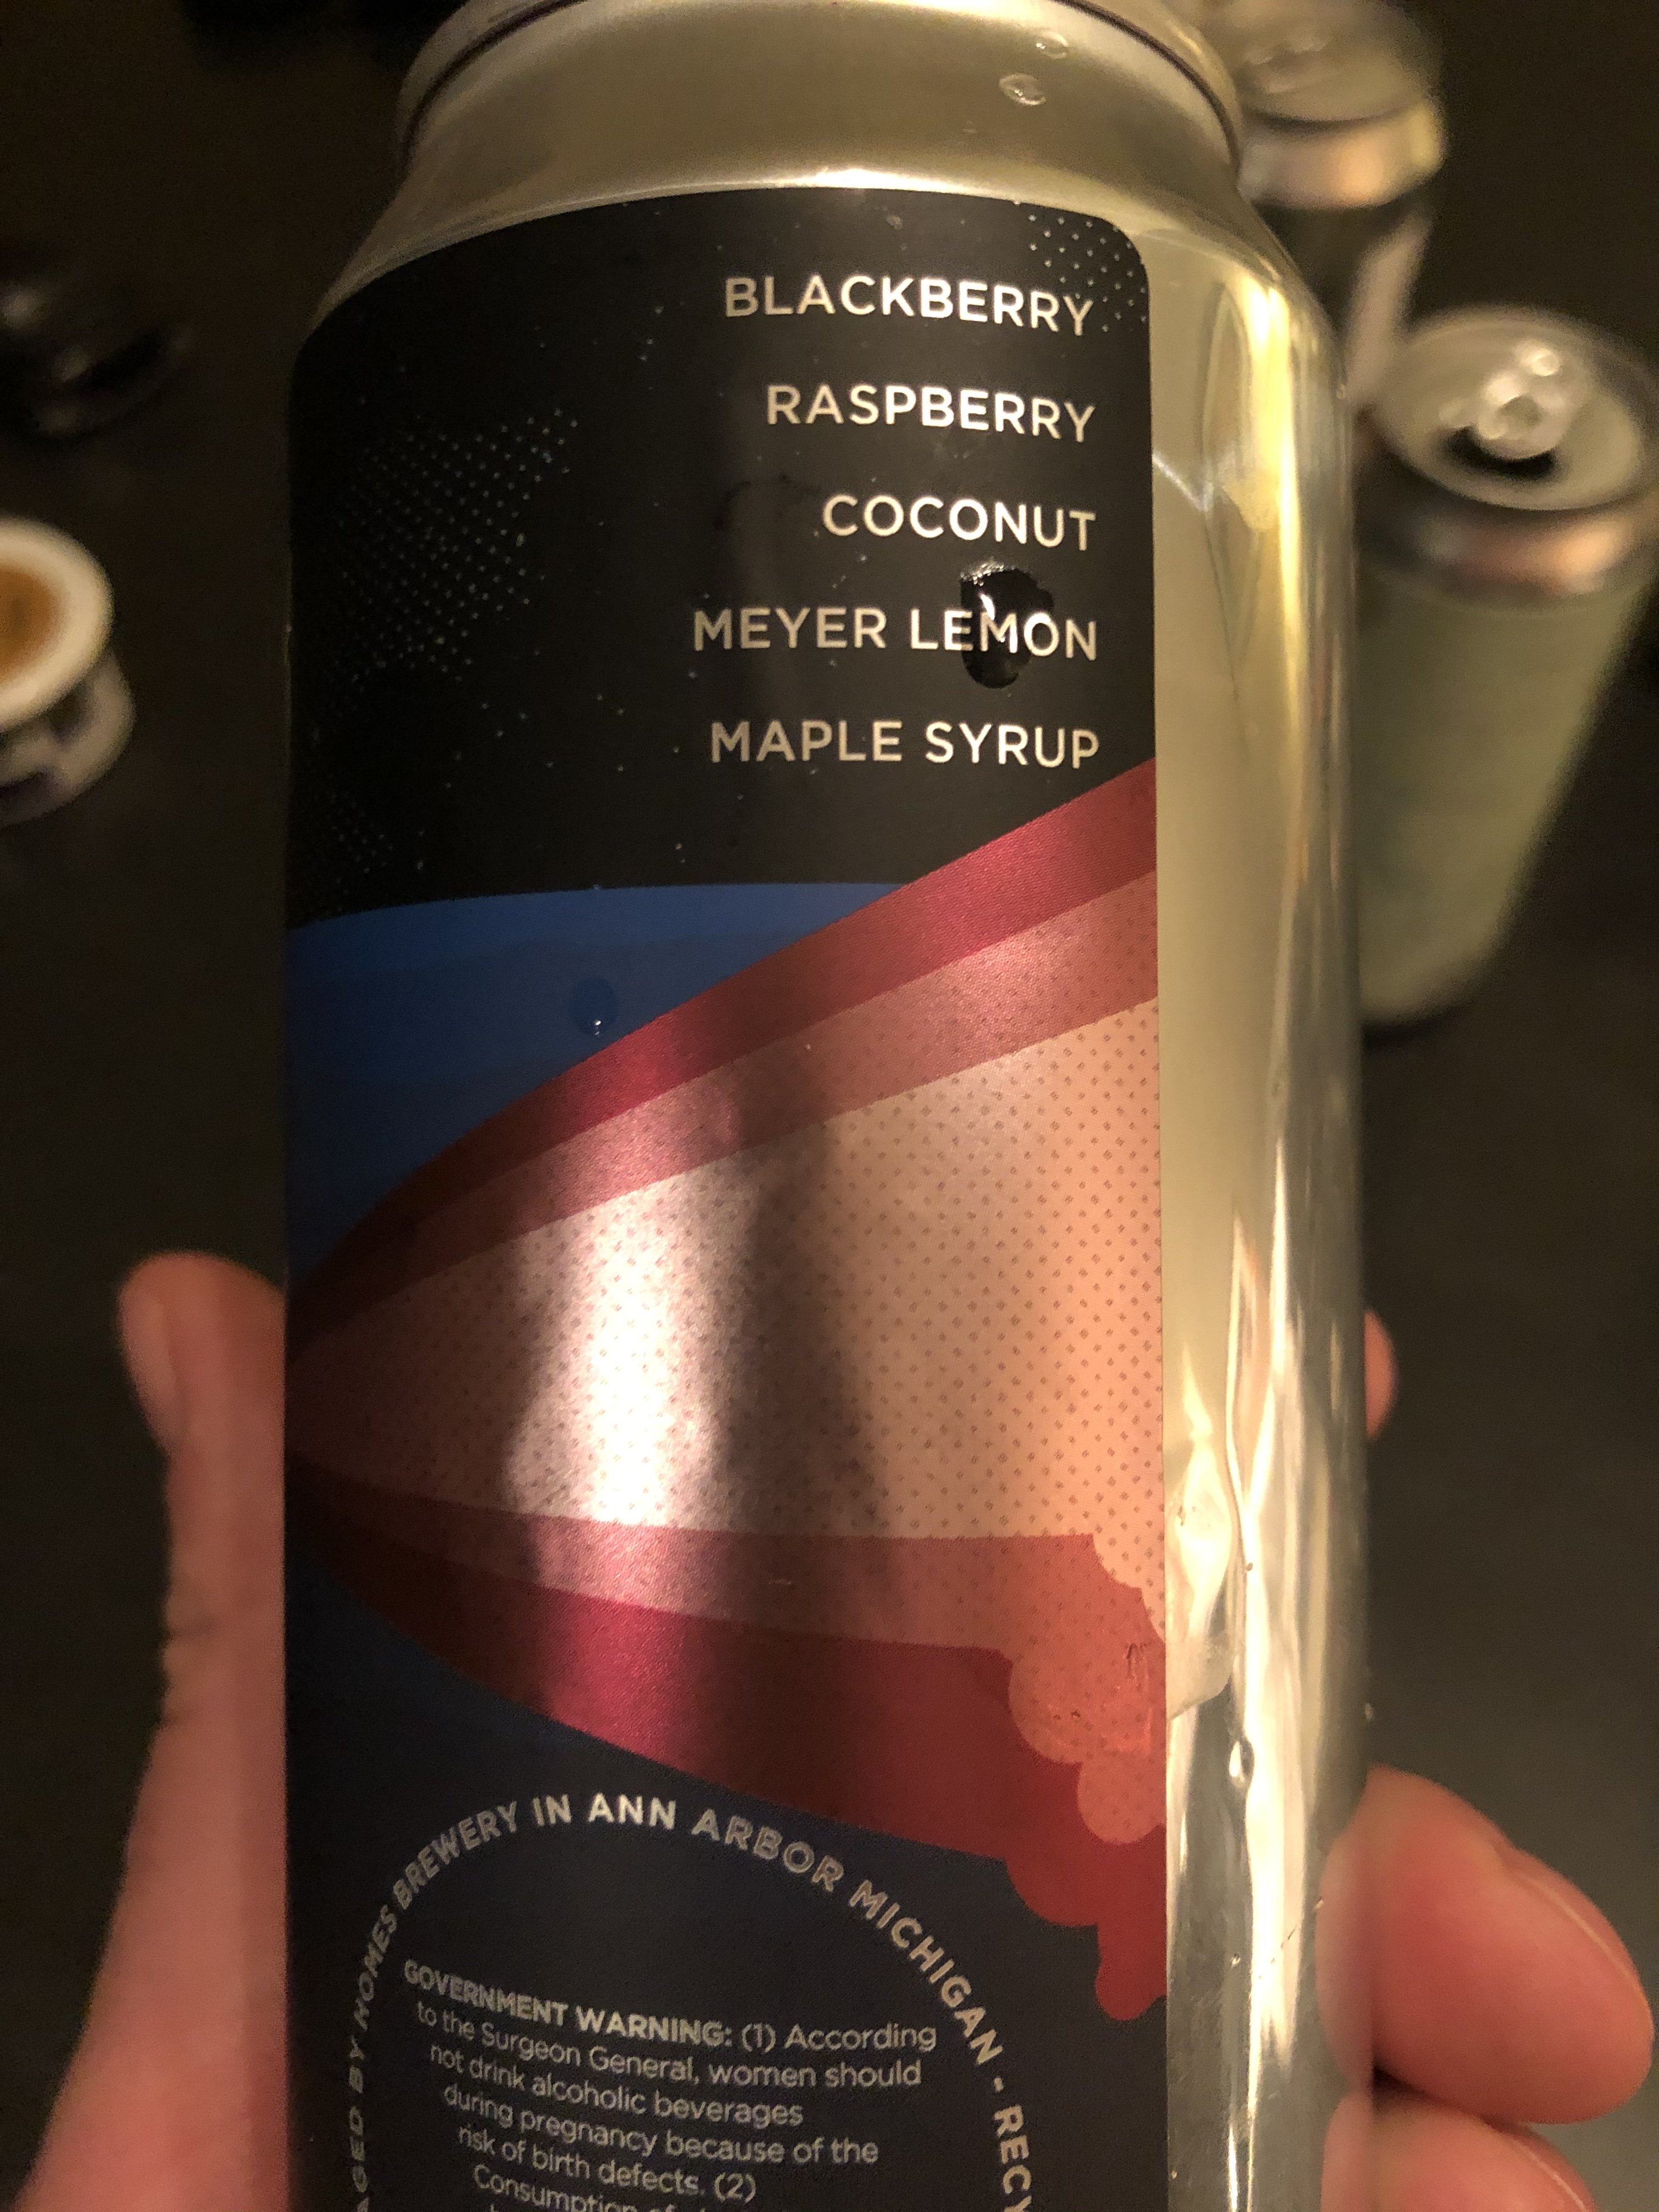 BLACKBERRY
RASPBERRY
COCONUT
MEYER LEMON
MAPLE SYRUP
BY HOMES BREWERY IN ANN ARBOR MICHIGAN -
GOVERNMENT WARNING: (1) According
to the Surgeon General, women should
not drink alcoholic beverages
during pregnancy because of the
risk of birth defects. (2)
Consumption